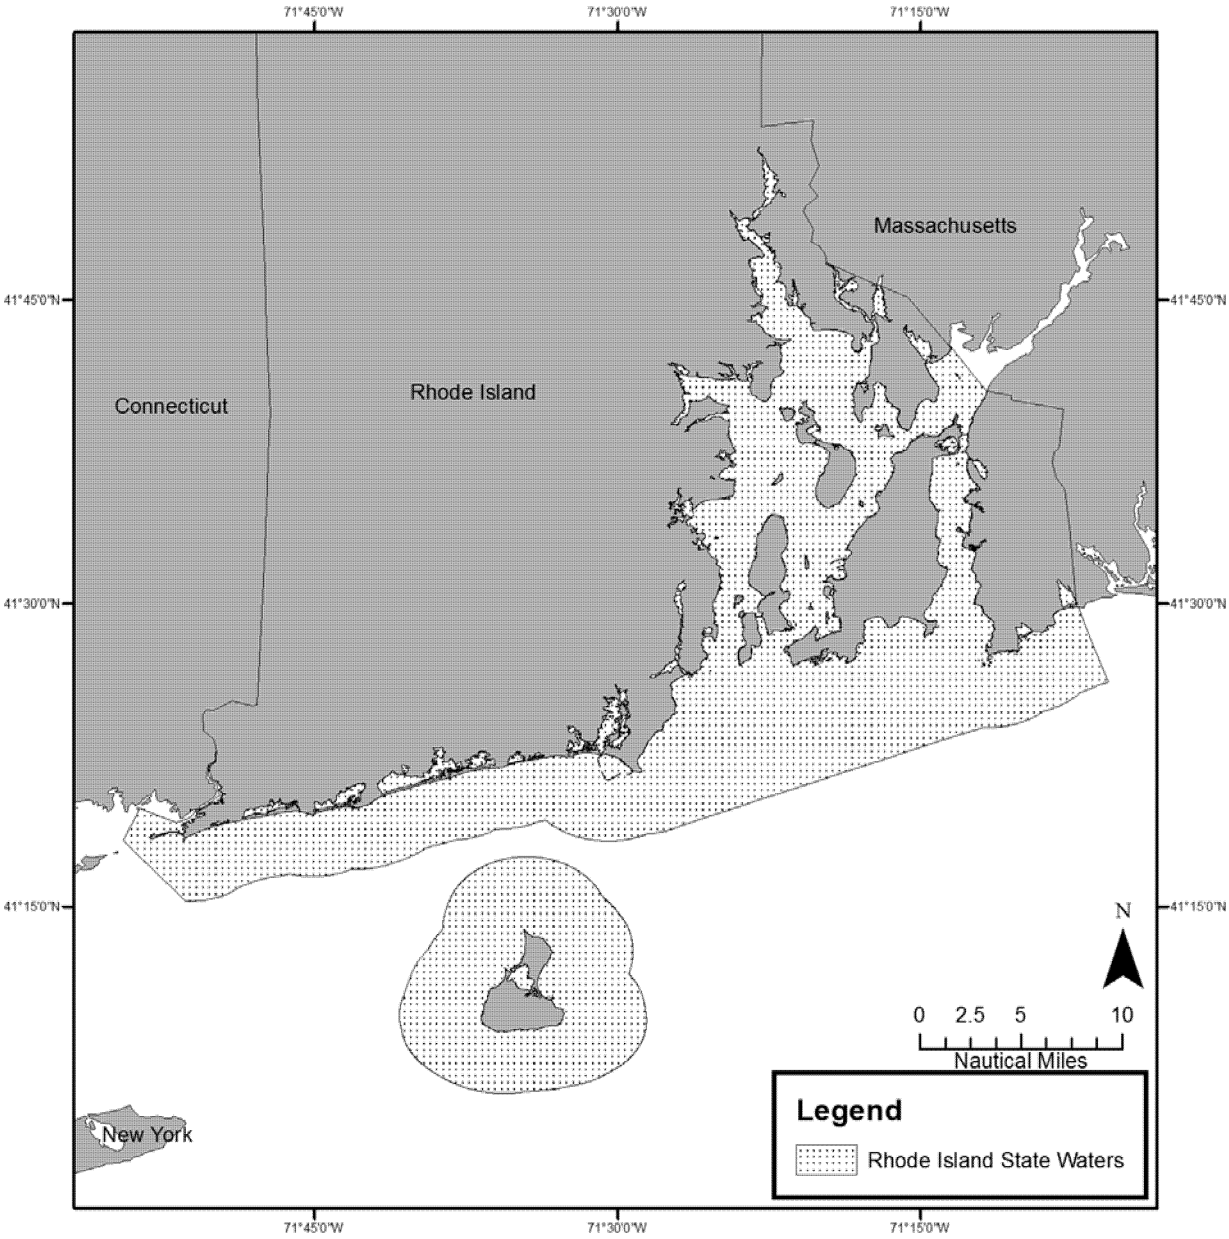 71°45'0"W 71°30'0"W 71°15'0"W
Massachusetts
41°45'0"N 41°45'0"N
Rhode Island
Connecticut
41°30'0"N 41°30'0"N
41°15'0"N 41°15'0"N
N
0 2.5 5 10
Nautical Miles
Legend
New York
Rhode Island State Waters
71°45'0"W 71°30'0"W 71°15'0"W